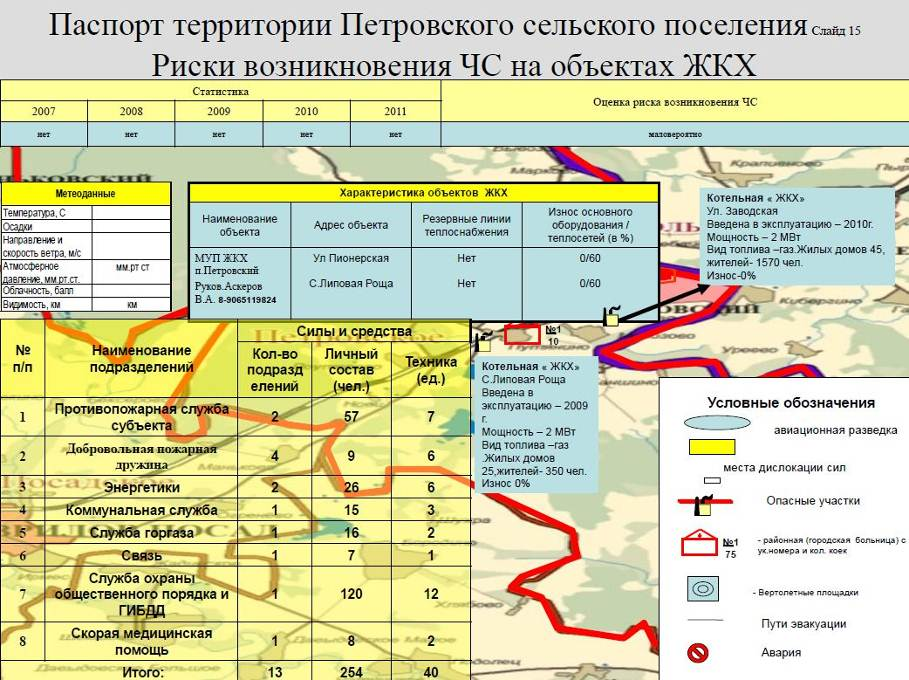 Паспорт территории Петровского сельского поселения Слайд 15
Риски возникновения ЧС на объектах ЖКХ
Статистика
Оценка риска возникновения ЧС
2007 2008 2009 2010 2011
нет нет нет нет нет маловероятно
Метеоданные
Температура, С
Осадки
Направление и
скорость ветра, м/с
Атмосферное
давление, мм.рт.ст.
мм.рт ст
Облачность, балл
Видимость, км
км
Характеристика объектов ЖКХ
Наименование
объекта
Адрес объекта
Резервные линии
теплоснабжения
Износ основного
оборудования /
теплосетей (в %)
МУП ЖКХ
п.Петровский
Руков.Аскеров
В.А. 8-9065119824
Ул Пионерская Нет 0/60
С.Липовая Роща Нет 0/60
Котельная « ЖКХ»
Ул. Заводская
Введена в эксплуатацию – 2010г.
Мощность – 2 МВт
Вид топлива –газ.Жилых домов 45,
жителей- 1570 чел.
Износ-0%
№1
10
Котельная « ЖКХ»
С.Липовая Роща
Введена в
эксплуатацию – 2009
г.
Мощность – 2 МВт
Вид топлива –газ
.Жилых домов
25,жителей- 350 чел.
Износ 0%
№
п/п
Наименование
подразделений
Силы и средства
Кол-во
подразд
елений
Личный
состав
(чел.)
Техника
(ед.)
1 Противопожарная служба
субъекта 2 57 7
2 Добровольная пожарная
дружина 4 9 6
3 Энергетики 2 26 6
4 Коммунальная служба 1 15 3
5 Служба горгаза 1 16 2
6 Связь 1 7 1
7 Служба охраны
общественного порядка и
ГИБДД 1 120 12
8 Скорая медицинская
помощь 1 8 2
Итого: 13 254 40
Условные обозначения
авиационная разведка
места дислокации сил
Опасные участки
№1
75
- районная (городская больница) с
ук.номера и кол. коек
- Вертолетные площадки
Пути эвакуации
Авария